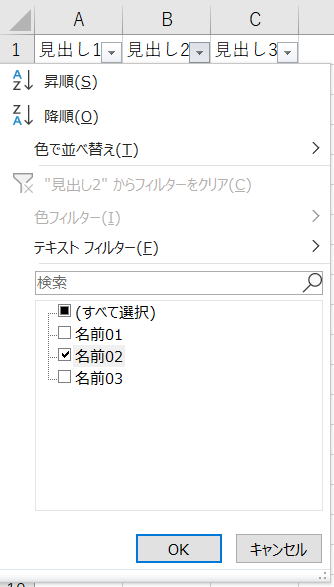 A B C
1 見出し1 見出し2 見出し3
昇順(S)
降順(O)
色で並べ替え(T)
"見出し2" からフィルターをクリア(C)
色フィルター(I)
テキスト フィルター(F)
検索
(すべて選択)
名前01
名前02
名前03
OK キャンセル